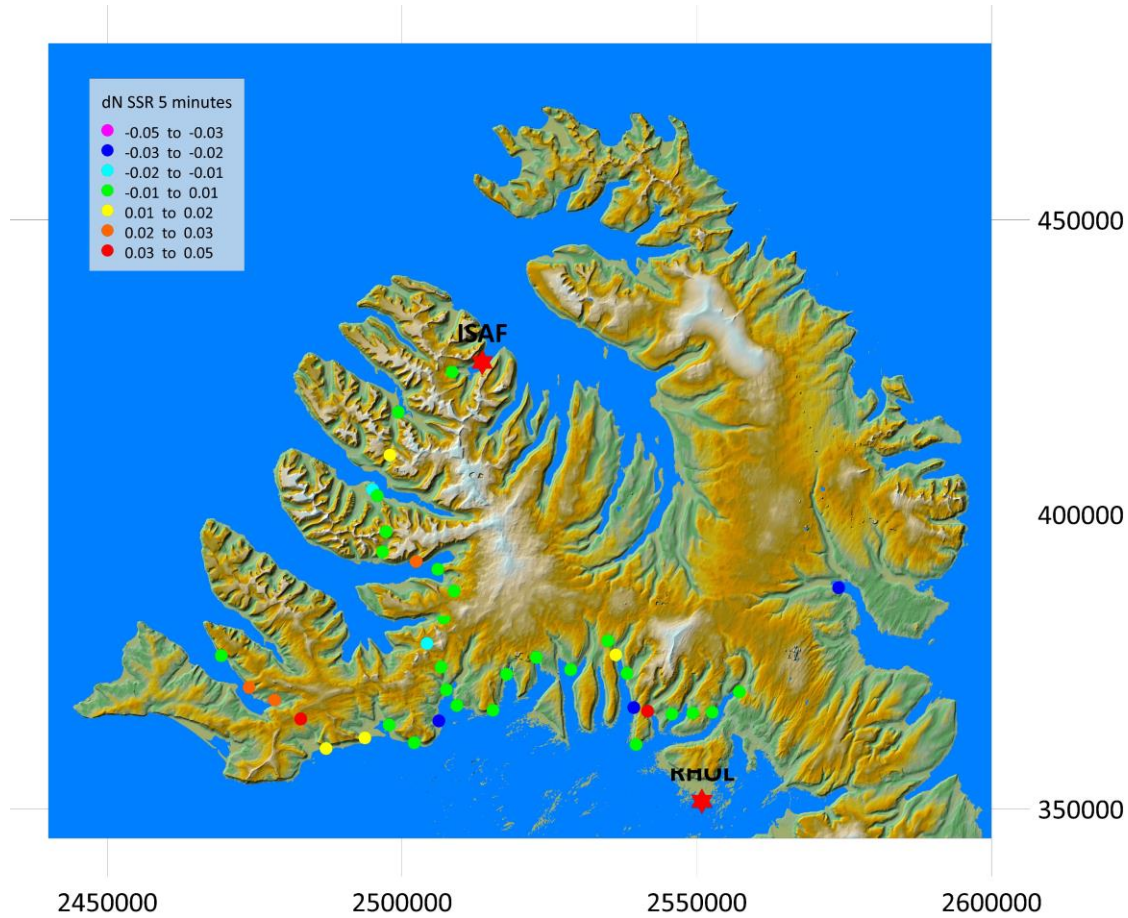 dN SSR 5 minutes
-0.05 to -0.03
-0.03 to -0.02
-0.02 to -0.01
-0.01 to 0.01
0.01 to 0.02
0.02 to 0.03
0.03 to 0.05
450000
ISAF
400000
RHOL
350000
2450000 2500000 2550000 2600000